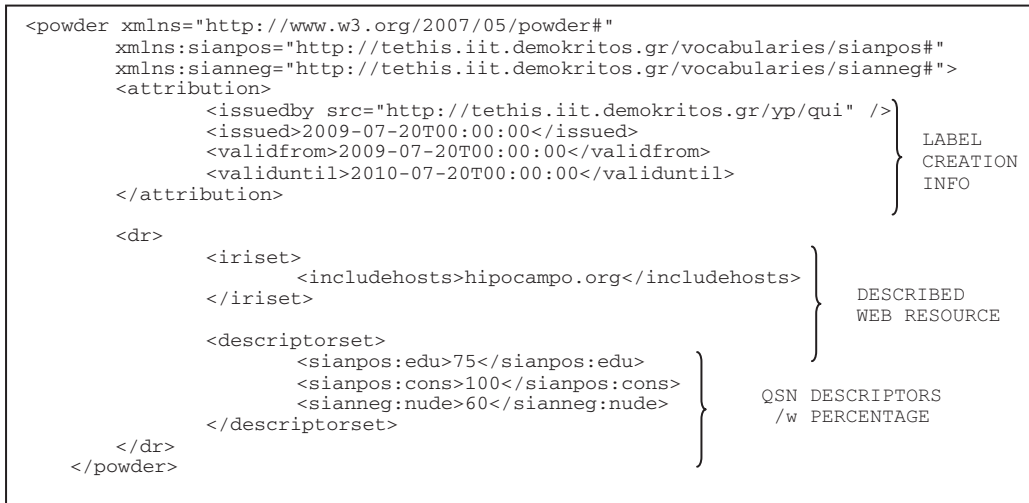 <powder xmlns="http://www.w3.org/2007/05/powder#"
xmlns:sianpos="http://tethis.iit.demokritos.gr/vocabularies/sianpos#"
xmlns:sianneg="http://tethis.iit.demokritos.gr/vocabularies/sianneg#">
<attribution>
<issuedby src="http://tethis.iit.demokritos.gr/yp/qui" />
<issued>2009-07-20T00:00:00</issued>
<validfrom>2009-07-20T00:00:00</validfrom>
<validuntil>2010-07-20T00:00:00</validuntil>
</attribution>
LABEL
CREATION
INFO
<dr>
<iriset>
<includehosts>hipocampo.org</includehosts>
</iriset>
DESCRIBED
WEB RESOURCE
<descriptorset>
<sianpos:edu>75</sianpos:edu>
<sianpos:cons>100</sianpos:cons>
<sianneg:nude>60</sianneg:nude>
</descriptorset>
QSN DESCRIPTORS
/w PERCENTAGE
</dr>
</powder>